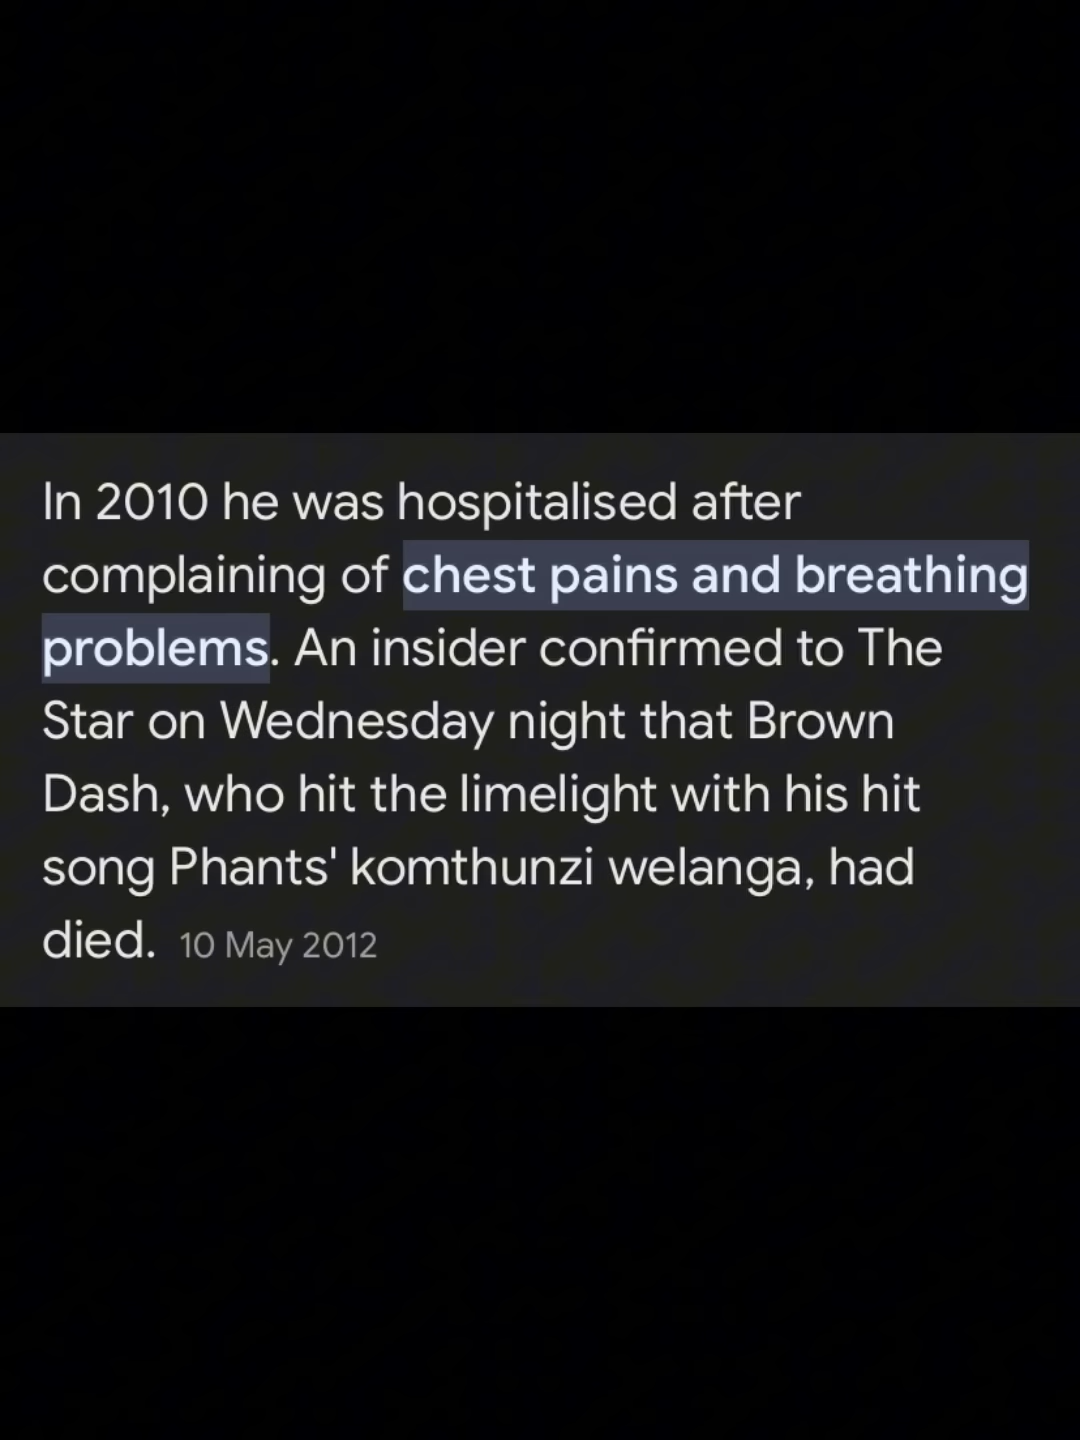 In 2010 he was hospitalised after
complaining of chest pains and breathing
problems. An insider confirmed to The
Star on Wednesday night that Brown
Dash, who hit the limelight with his hit
song Phants' komthunzi welanga, had
died. 10 May 2012